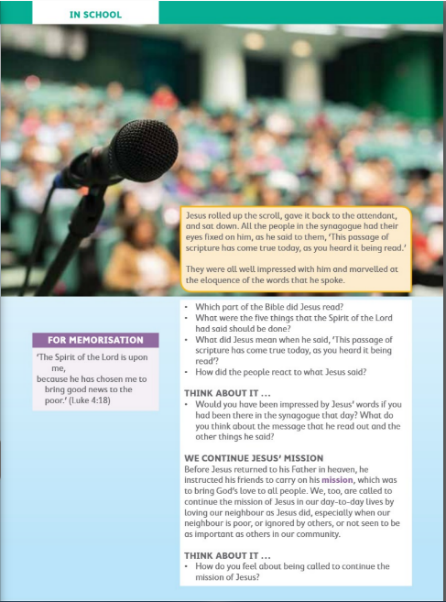 IN SCHOOL
Jesus rolled up the scroll, gave it back to the attendant,
and sat down. All the people in the synagogue had their
eyes fixed on him, as he said to them, 'This passage of
scripture has come true today, as you heard it being read.'
They were all well impressed with him and marvelled at
the eloquence of the words that he spoke.
• Which part of the Bible did Jesus read?
• What were the five things that the Spirit of the Lord
had said should be done?
• What did Jesus mean when he said, 'This passage of
scripture has come true today, as you heard it being
read'?
• How did the people react to what Jesus said?
FOR MEMORISATION
'The Spirit of the Lord is upon
me,
because he has chosen me to
bring good news to the
poor.' (Luke 4:18)
THINK ABOUT IT ...
• Would you have been impressed by Jesus' words if you
had been there in the synagogue that day? What do
you think about the message that he read out and the
other things he said?
WE CONTINUE JESUS' MISSION
Before Jesus returned to his Father in heaven, he
instructed his friends to carry on his mission, which was
to bring God's love to all people. We, too, are called to
continue the mission of Jesus in our day-to-day lives by
loving our neighbour as Jesus did, especially when our
neighbour is poor, or ignored by others, or not seen to be
as important as others in our community.
THINK ABOUT IT ...
• How do you feel about being called to continue the
mission of Jesus?